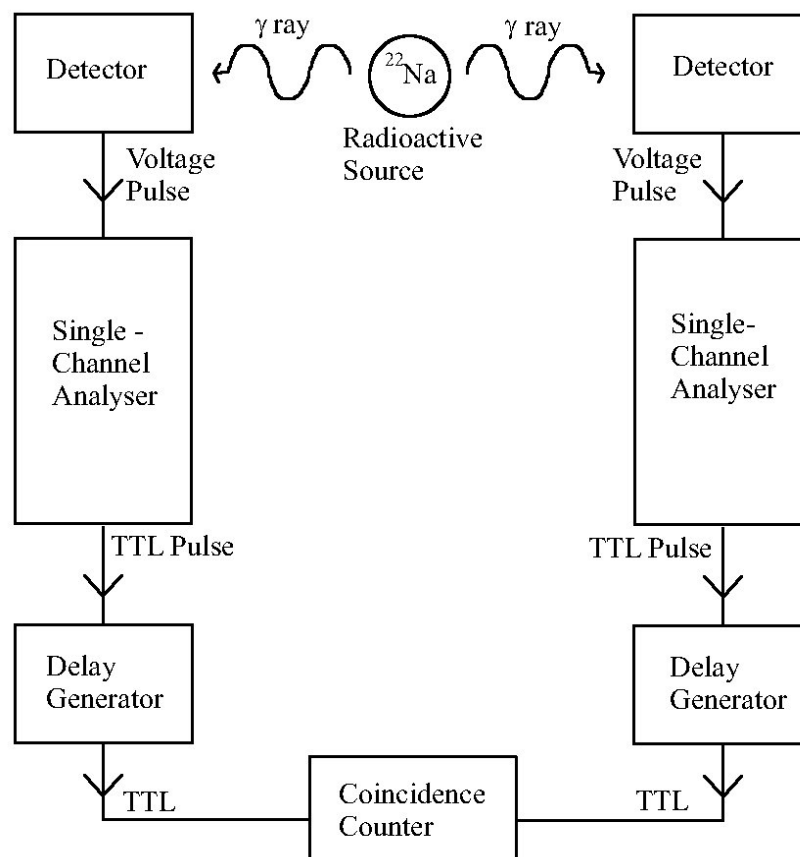 γ ray
γ ray
Detector
²²Na
Detector
Radioactive
Source
Voltage
Pulse
Voltage
Pulse
Single -
Channel
Analyser
Single-
Channel
Analyser
TTL Pulse
TTL Pulse
Delay
Generator
Delay
Generator
TTL
Coincidence
Counter
TTL